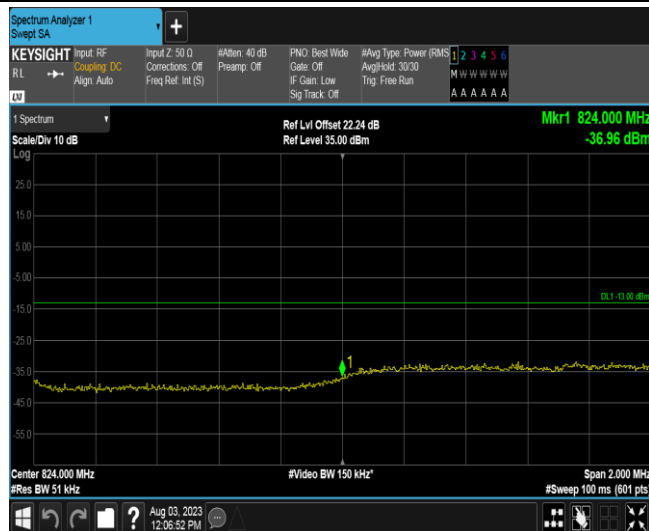 Spectrum Analyzer 1
Swept SA
+
KEYSIGHT
RL
LXI
Input: RF
Coupling: DC
Align: Auto
Input Z: 50 Ω
Corrections: Off
Freq Ref: Int (S)
#Atten: 40 dB
Preamp: Off
PNO: Best Wide
Gate: Off
IF Gain: Low
Sig Track: Off
#Avg Type: Power (RMS
Avg|Hold: 30/30
Trig: Free Run
1 2 3 4 5 6
M W W W W W
A A A A A A
1 Spectrum
Scale/Div 10 dB
Log
Ref Lvl Offset 22.24 dB
Ref Level 35.00 dBm
Mkr1 824.000 MHz
-36.96 dBm
25.0
15.0
5.00
-5.00
DL1 -13.00 dBm
-15.0
-25.0
1
-35.0
-45.0
-55.0
Center 824.000 MHz
#Video BW 150 kHz*
Span 2.000 MHz
#Res BW 51 kHz
#Sweep 100 ms (601 pts)
?
Aug 03, 2023
12:06:52 PM